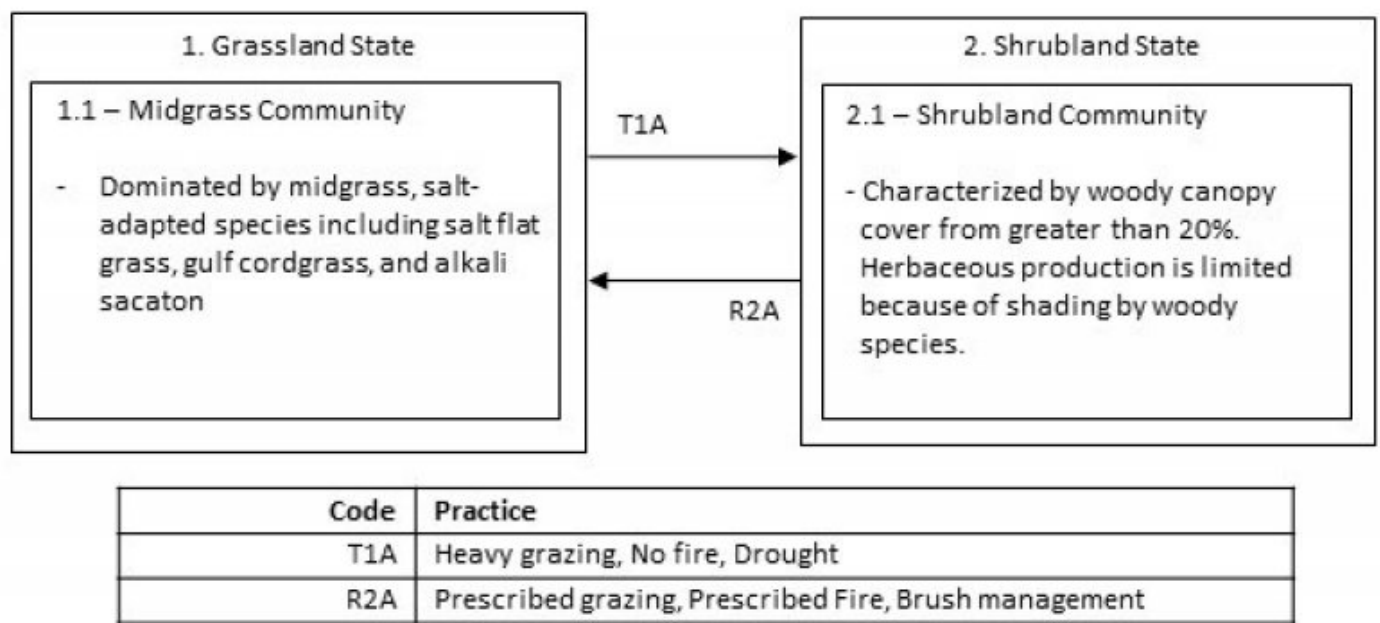 1. Grassland State
1.1 – Midgrass Community
- Dominated by midgrass, salt-
adapted species including salt flat
grass, gulf cordgrass, and alkali
sacaton
T1A
R2A
2. Shrubland State
2.1 – Shrubland Community
- Characterized by woody canopy
cover from greater than 20%.
Herbaceous production is limited
because of shading by woody
species.
Code Practice
T1A Heavy grazing, No fire, Drought
R2A Prescribed grazing, Prescribed Fire, Brush management